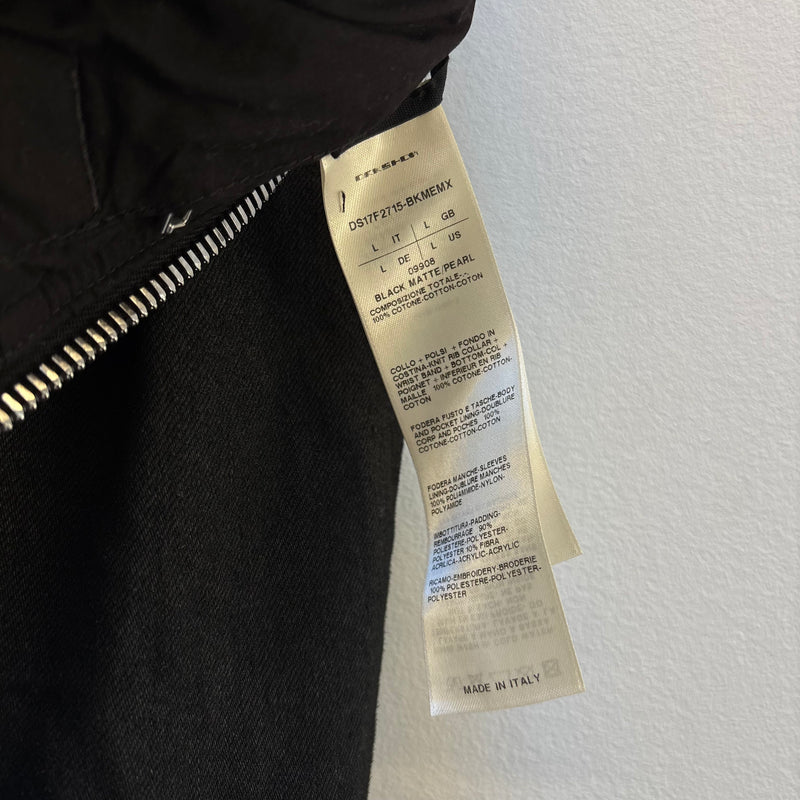 DRKSHDW
DS17F2715-BKMEMX
L IT L GB
L DE L US
09908
BLACK MATTE/PEARL
COMPOSIZIONE TOTALE-.-
100% COTONE-COTTON-COTON
COLLO + POLSI + FONDO IN
COSTINA-KNIT RIB COLLAR +
WRIST BAND + BOTTOM-COL +
POIGNET + INFERIEUR EN RIB
MAILLE 100% COTONE-COTTON-
COTON
FODERA FUSTO E TASCHE-BODY
AND POCKET LINING-DOUBLURE
CORP AND POCHES 100%
COTONE-COTTON-COTON
FODERA MANCHE-SLEEVES
LINING-DOUBLURE MANCHES
100% POLIAMMIDE-NYLON-
POLYAMIDE
IMBOTTITURA-PADDING-
REMBOURRAGE 90%
POLIESTERE-POLYESTER-
POLYESTER 10% FIBRA
ACRILICA-ACRYLIC-ACRYLIC
RICAMO-EMBROIDERY-BRODERIE
100% POLIESTERE-POLYESTER-
POLYESTER
MADE IN ITALY